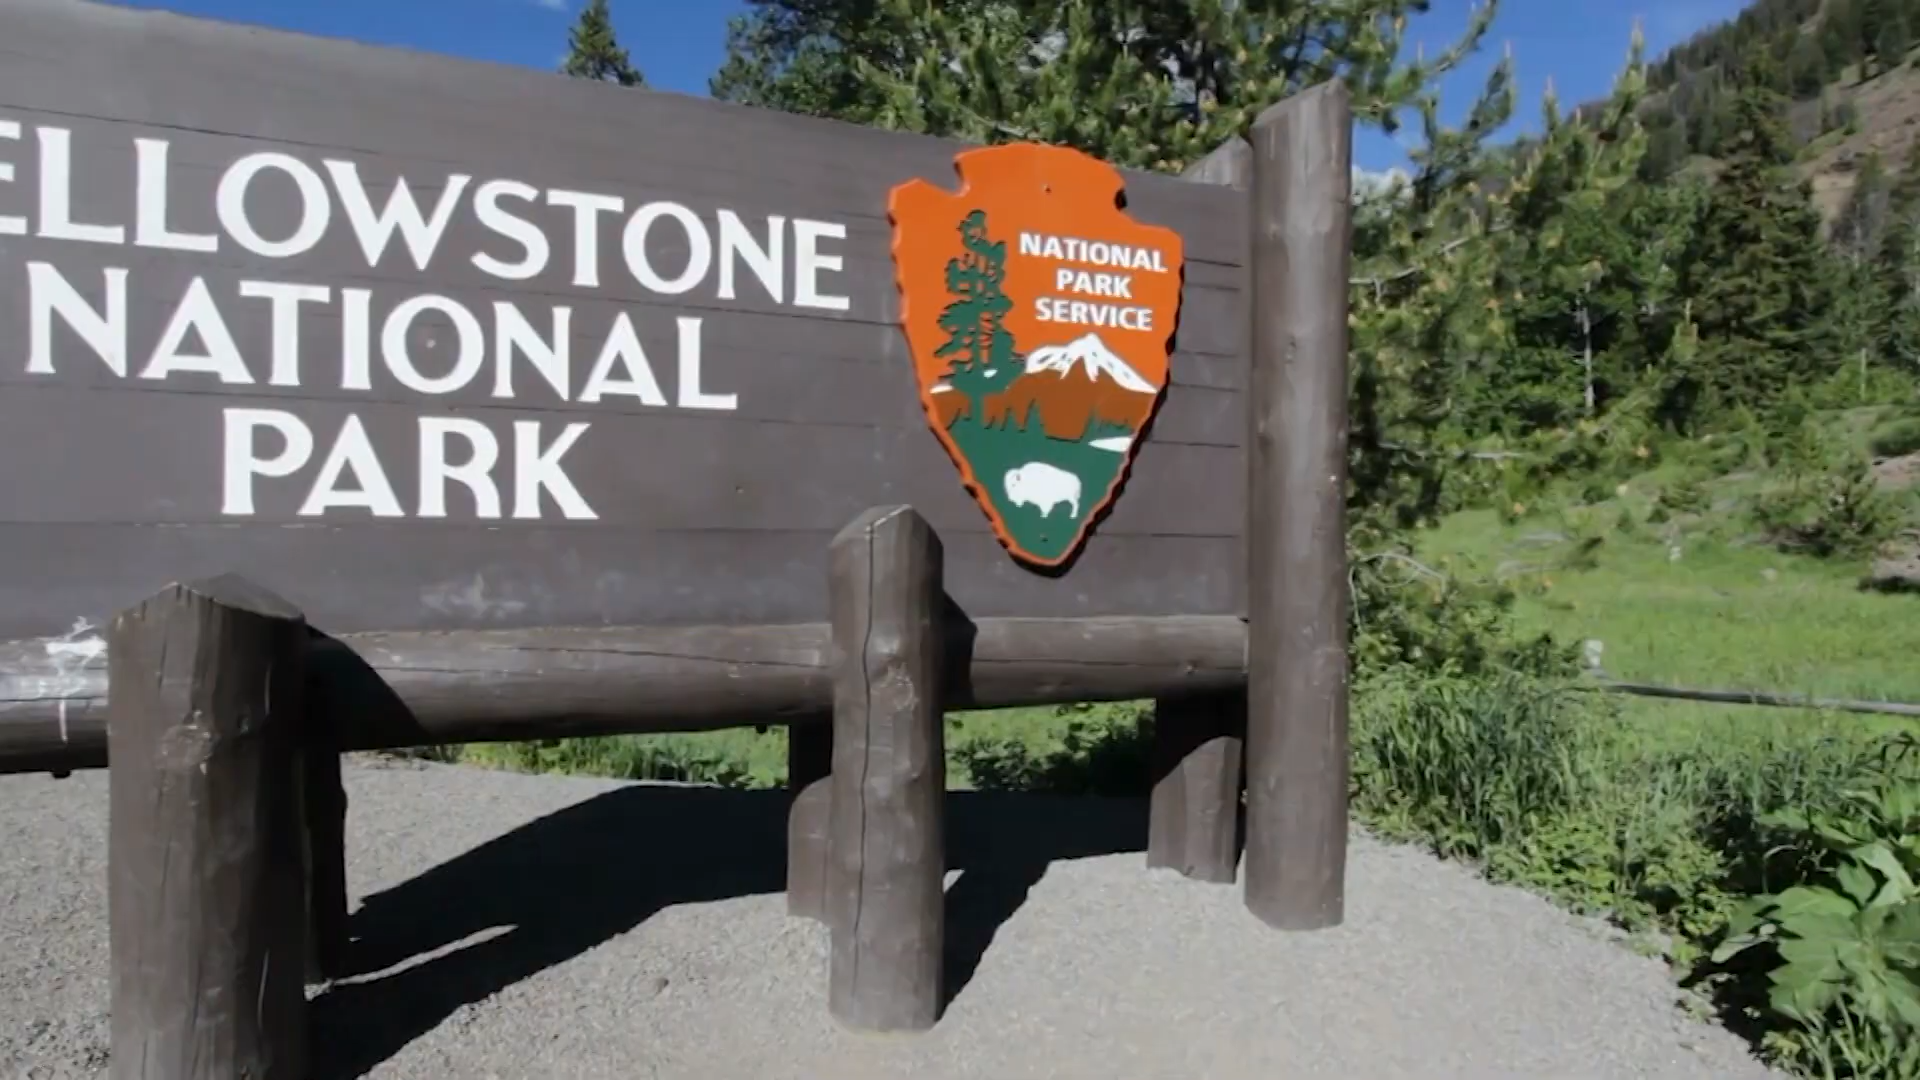 ELLOWSTONE
NATIONAL
PARK
NATIONAL
PARK
SERVICE